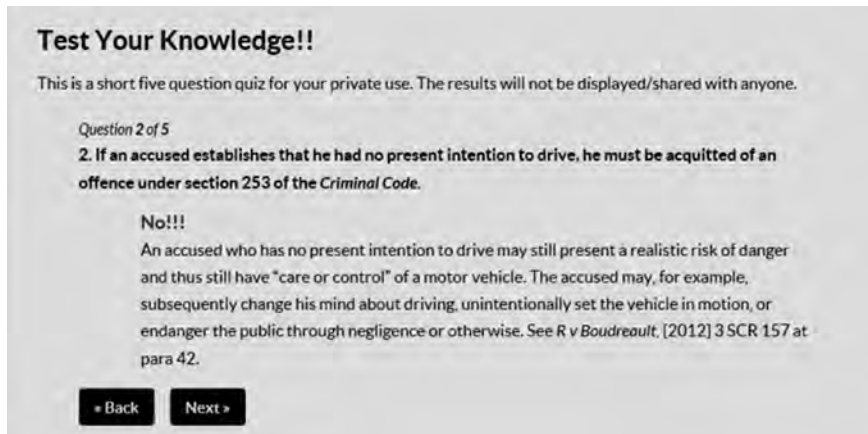 Test Your Knowledge!!
This is a short five question quiz for your private use. The results will not be displayed/shared with anyone.
Question 2 of 5
2. If an accused establishes that he had no present intention to drive, he must be acquitted of an
offence under section 253 of the Criminal Code.
No!!!
An accused who has no present intention to drive may still present a realistic risk of danger
and thus still have "care or control" of a motor vehicle. The accused may, for example,
subsequently change his mind about driving, unintentionally set the vehicle in motion, or
endanger the public through negligence or otherwise. See R v Boudreault, [2012] 3 SCR 157 at
para 42.
« Back
Next »